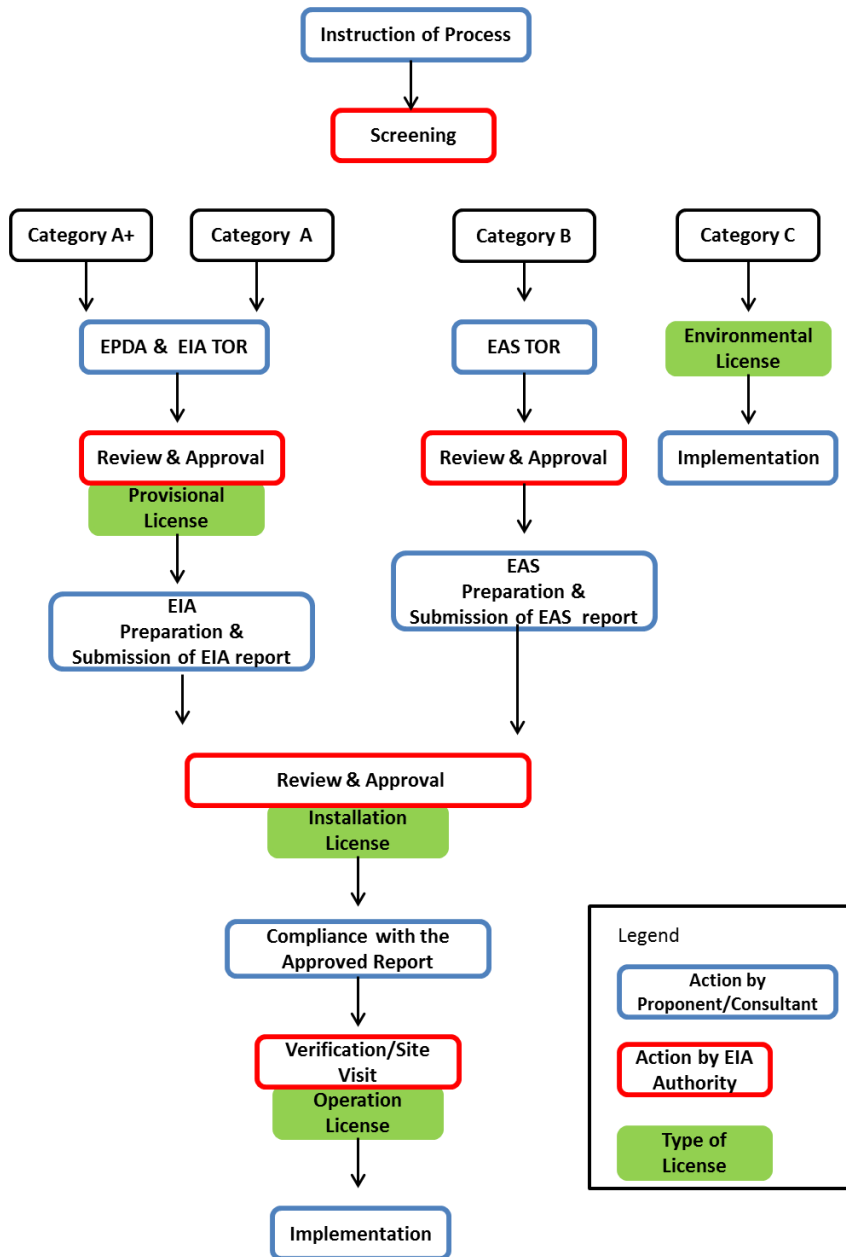 Instruction of Process
Screening
Category A+
Category A
Category B
Category C
EPDA & EIA TOR
EAS TOR
Environmental
License
Review & Approval
Provisional
License
Review & Approval
Implementation
EIA
Preparation &
Submission of EIA report
EAS
Preparation &
Submission of EAS report
Review & Approval
Installation
License
Compliance with the
Approved Report
Verification/Site
Visit
Operation
License
Implementation
Legend
Action by
Proponent/Consultant
Action by EIA
Authority
Type of
License